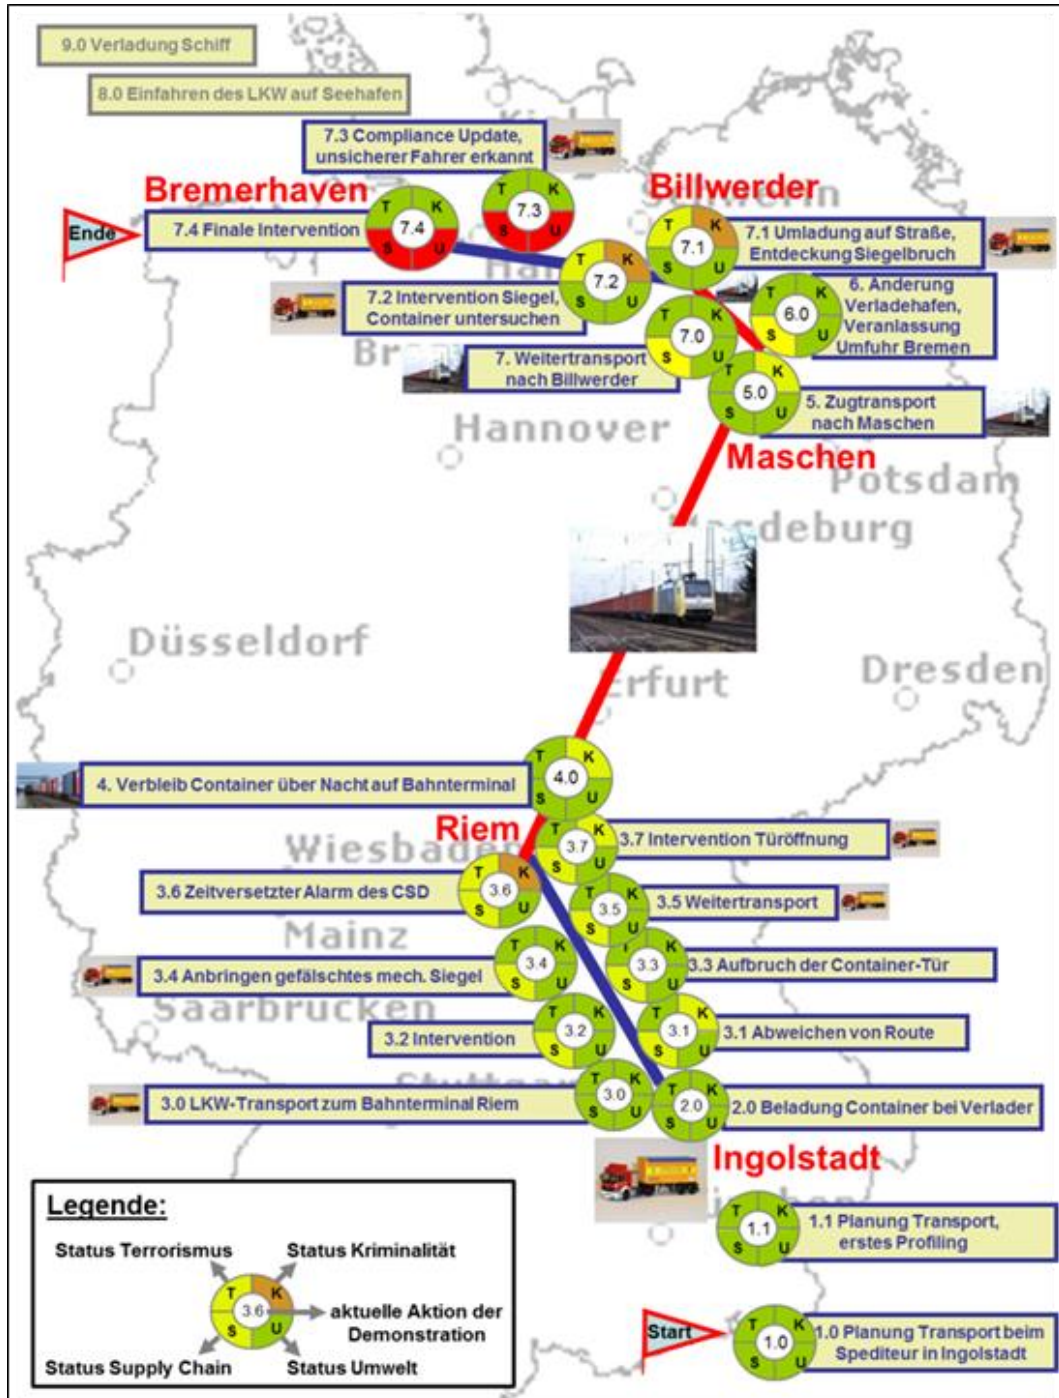 9.0 Verladung Schiff
8.0 Einfahren des LKW auf Seehafen
7.3 Compliance Update,
unsicherer Fahrer erkannt
Bremerhaven
Billwerder
Ende
7.4 Finale Intervention
T K
7.4
S U
T K
7.3
S U
T K
7.1
S U
7.1 Umladung auf Straße,
Entdeckung Siegelbruch
7.2 Intervention Siegel,
Container untersuchen
T K
7.2
S U
T K
6.0
S U
6. Änderung
Verladehafen,
Veranlassung
Umfuhr Bremen
7. Weitertransport
nach Billwerder
T K
7.0
S U
T K
5.0
S U
5. Zugtransport
nach Maschen
Hannover
Maschen
Potsdam
deburg
Düsseldorf
Erfurt
Dresden
4. Verbleib Container über Nacht auf Bahnterminal
T K
4.0
S U
Riem
Wiesbaden
T K
3.7
S U
3.7 Intervention Türöffnung
3.6 Zeitversetzter Alarm des CSD
T K
3.6
S U
T K
3.5
S U
3.5 Weitertransport
Mainz
3.4 Anbringen gefälschtes mech. Siegel
T K
3.4
S U
T K
3.3
S U
3.3 Aufbruch der Container-Tür
Saarbrucken
3.2 Intervention
T K
3.2
S U
T K
3.1
S U
3.1 Abweichen von Route
3.0 LKW-Transport zum Bahnterminal Riem
T K
3.0
S U
T K
2.0
S U
2.0 Beladung Container bei Verlader
Ingolstadt
T K
1.1
S U
1.1 Planung Transport,
erstes Profiling
Start
T K
1.0
S U
1.0 Planung Transport beim
Spediteur in Ingolstadt
Legende:
Status Terrorismus
Status Kriminalität
T K
3.6
S U
aktuelle Aktion der
Demonstration
Status Supply Chain
Status Umwelt